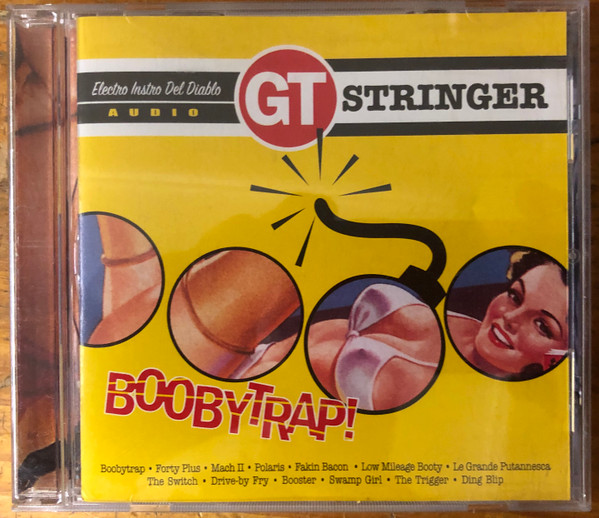 Electro Instro Del Diablo
AUDIO
GT STRINGER
BOOBYTRAP!
Boobytrap • Forty Plus • Mach II • Polaris • Fakin Bacon • Low Mileage Booty • Le Grande Putannesca
The Switch • Drive-by Fry • Booster • Swamp Girl • The Trigger • Ding Blip